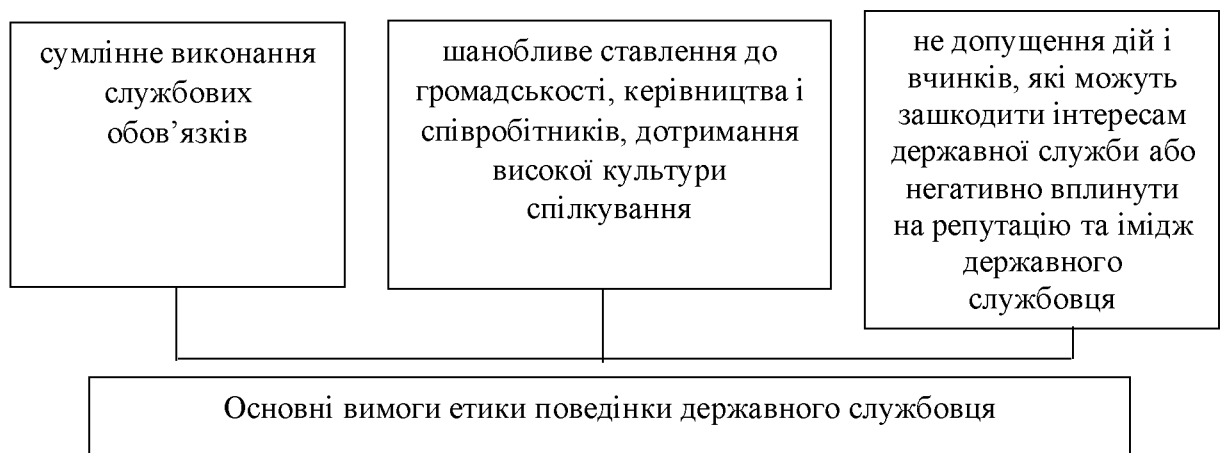 сумлінне виконання
службових
обов’язків
шанобливе ставлення до
громадськості, керівництва і
співробітників, дотримання
високої культури
спілкування
не допущення дій і
вчинків, які можуть
зашкодити інтересам
державної служби або
негативно вплинути
на репутацію та імідж
державного
службовця
Основні вимоги етики поведінки державного службовця